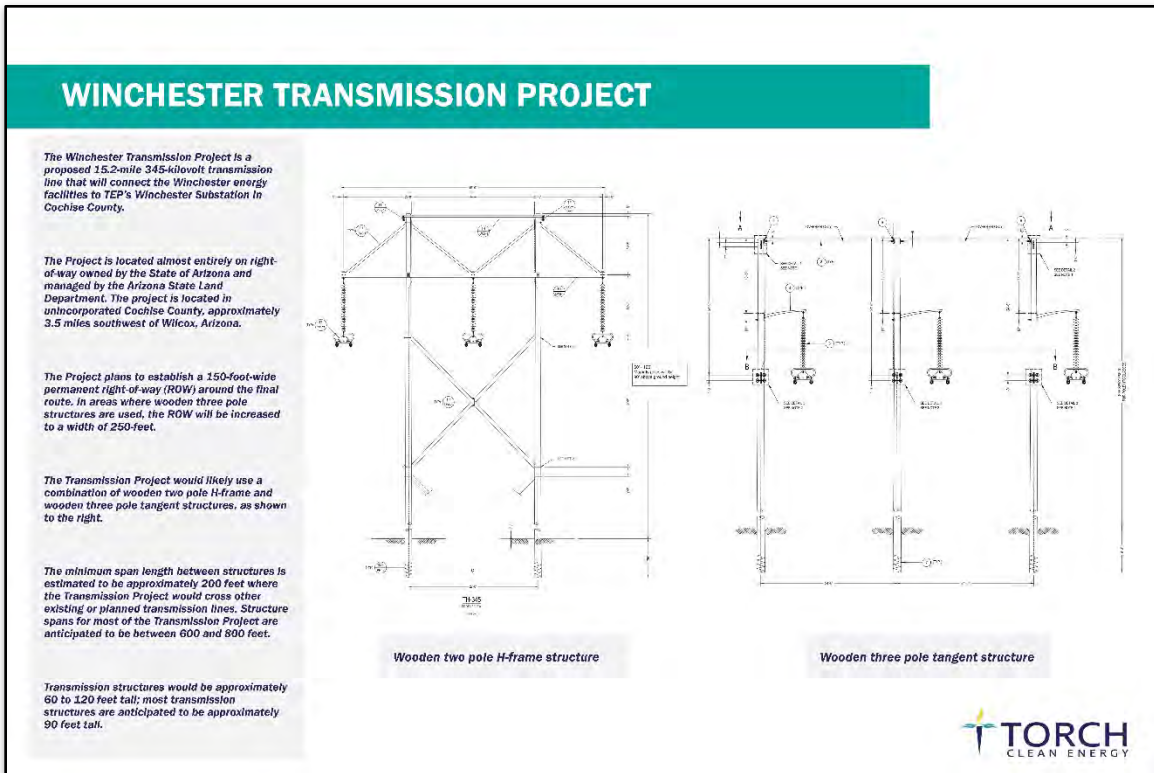 WINCHESTER TRANSMISSION PROJECT
The Winchester Transmission Project is a
proposed 15.2-mile 345-kilovolt transmission
line that will connect the Winchester energy
facilities to TEP's Winchester Substation in
Cochise County.
The Project is located almost entirely on right-
of-way owned by the State of Arizona and
managed by the Arizona State Land
Department. The project is located in
unincorporated Cochise County, approximately
3.5 miles southwest of Wilcox, Arizona.
The Project plans to establish a 150-foot-wide
permanent right-of-way (ROW) around the final
route. In areas where wooden three pole
structures are used, the ROW will be increased
to a width of 250-feet.
The Transmission Project would likely use a
combination of wooden two pole H-frame and
wooden three pole tangent structures, as shown
to the right.
The minimum span length between structures is
estimated to be approximately 200 feet where
the Transmission Project would cross other
existing or planned transmission lines. Structure
spans for most of the Transmission Project are
anticipated to be between 600 and 800 feet.
Transmission structures would be approximately
60 to 120 feet tall; most transmission
structures are anticipated to be approximately
90 feet tall.
TH-345
Wooden two pole H-frame structure
A
A
SEE DETAIL
B
B
SEE DETAIL
SEE DETAIL
SEE DETAIL
Wooden three pole tangent structure
TORCH
CLEAN ENERGY